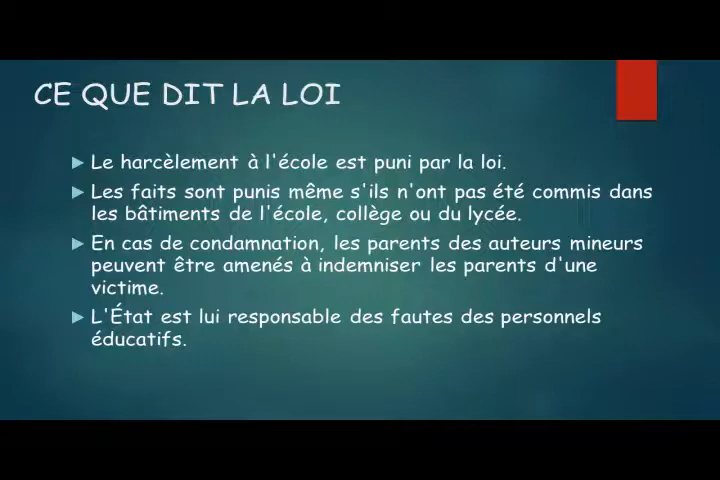 CE QUE DIT LA LOI
Le harcèlement à l'école est puni par la loi.
Les faits sont punis même s'ils n'ont pas été commis dans
les bâtiments de l'école, collège ou du lycée.
En cas de condamnation, les parents des auteurs mineurs
peuvent être amenés à indemniser les parents d'une
victime.
L'État est lui responsable des fautes des personnels
éducatifs.